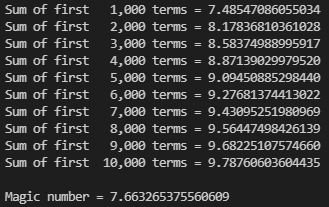 Sum of first   1,000 terms = 7.48547086055034
Sum of first   2,000 terms = 8.17836810361028
Sum of first   3,000 terms = 8.58374988995917
Sum of first   4,000 terms = 8.87139029979520
Sum of first   5,000 terms = 9.09450885298440
Sum of first   6,000 terms = 9.27681374413022
Sum of first   7,000 terms = 9.43095251980969
Sum of first   8,000 terms = 9.56447498426139
Sum of first   9,000 terms = 9.68225107574660
Sum of first  10,000 terms = 9.78760603604435
Magic number = 7.663265375560609